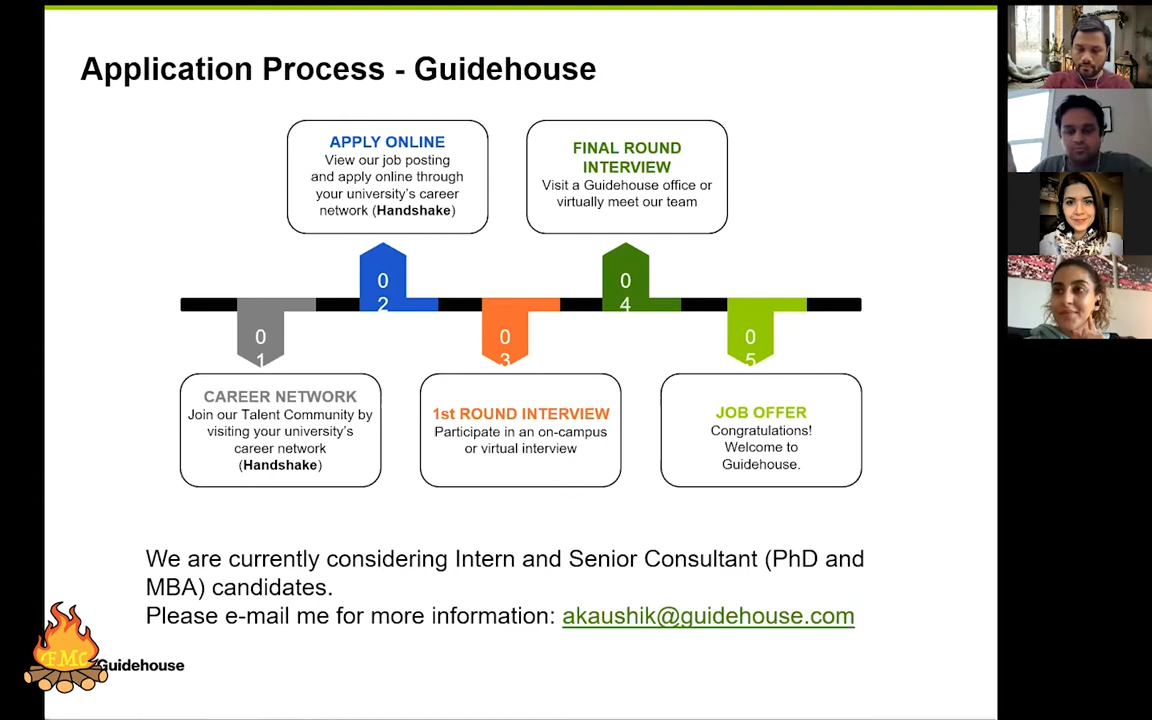 Application Process - Guidehouse
APPLY ONLINE
View our job posting
and apply online through
your university's career
network (Handshake)
FINAL ROUND
INTERVIEW
Visit a Guidehouse office or
virtually meet our team
0
2
0
4
0
1
0
3
0
5
CAREER NETWORK
Join our Talent Community by
visiting your university's
career network
(Handshake)
1st ROUND INTERVIEW
Participate in an on-campus
or virtual interview
JOB OFFER
Congratulations!
Welcome to
Guidehouse.
We are currently considering Intern and Senior Consultant (PhD and
MBA) candidates.
Please e-mail me for more information: akaushik@guidehouse.com
FMC
Guidehouse